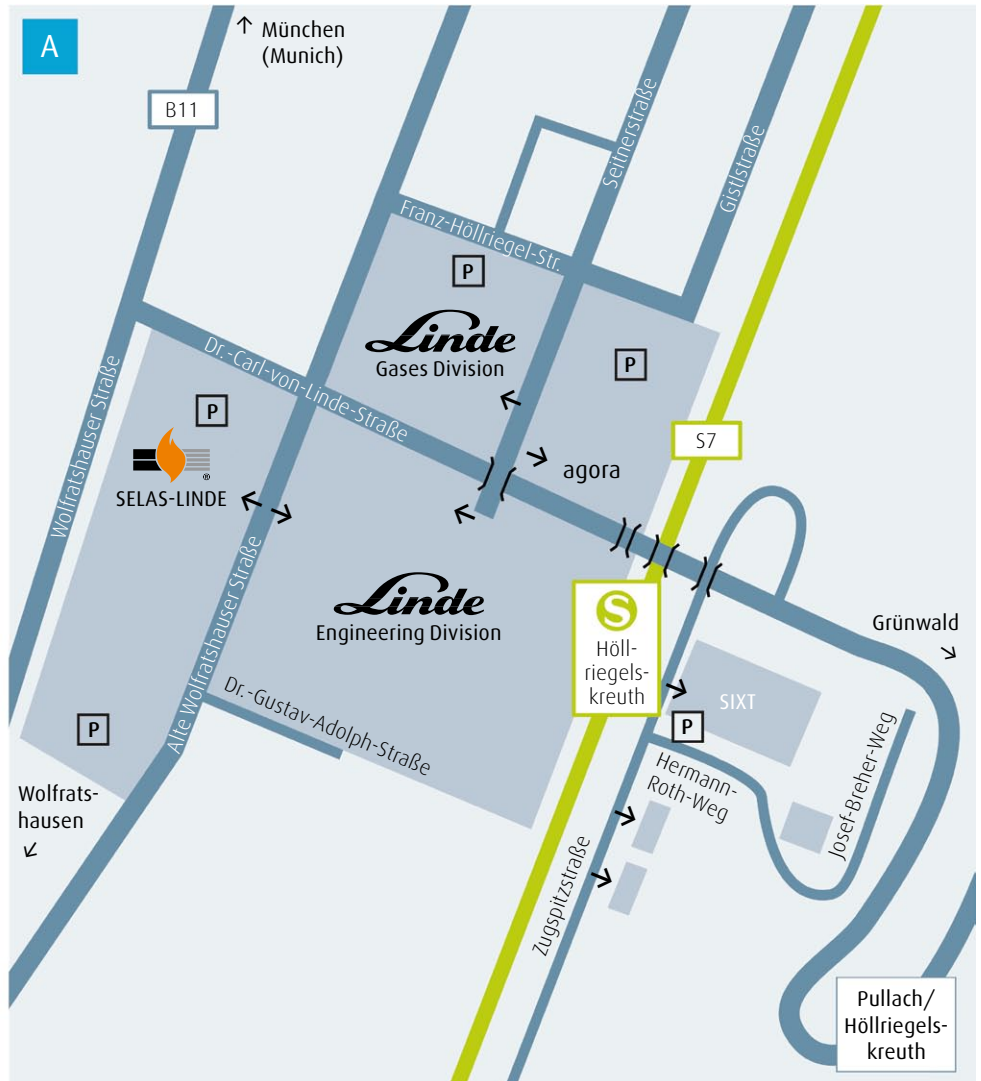 A
↑ München
(Munich)
B11
Seitnerstraße
Gistlstraße
Franz-Höllriegel-Str.
P
Linde
Gases Division
P
Dr.-Carl-von-Linde-Straße
Wolfratshauser Straße
P
S7
agora
SELAS-LINDE
®
Linde
Engineering Division
Alte Wolfratshauser Straße
S
Höll-
riegels-
kreuth
Grünwald
SIXT
P
Dr.-Gustav-Adolph-Straße
P
Hermann-
Roth-Weg
Josef-Breher-Weg
Wolfrats-
hausen
Zugspitzstraße
Pullach/
Höllriegels-
kreuth